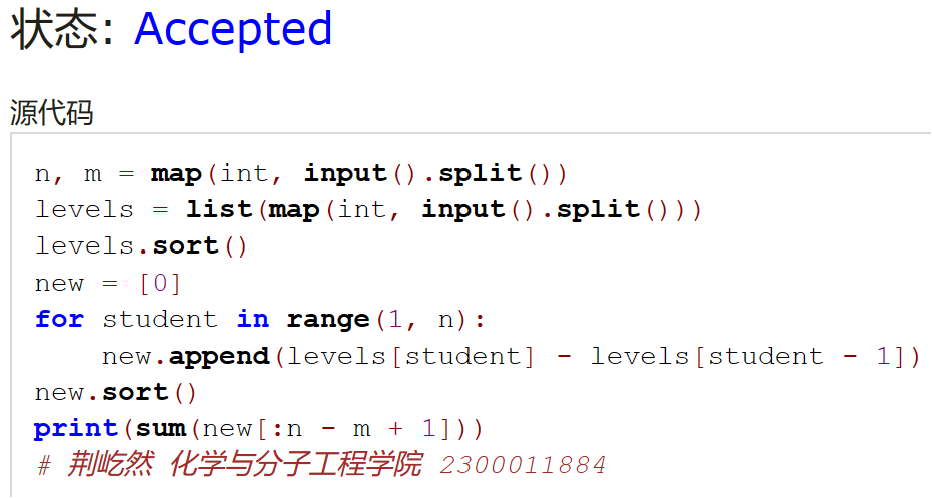 状态: Accepted
源代码
n, m = map(int, input().split())
levels = list(map(int, input().split()))
levels.sort()
new = [0]
for student in range(1, n):
    new.append(levels[student] - levels[student - 1])
new.sort()
print(sum(new[:n - m + 1]))
# 荆屹然 化学与分子工程学院 2300011884